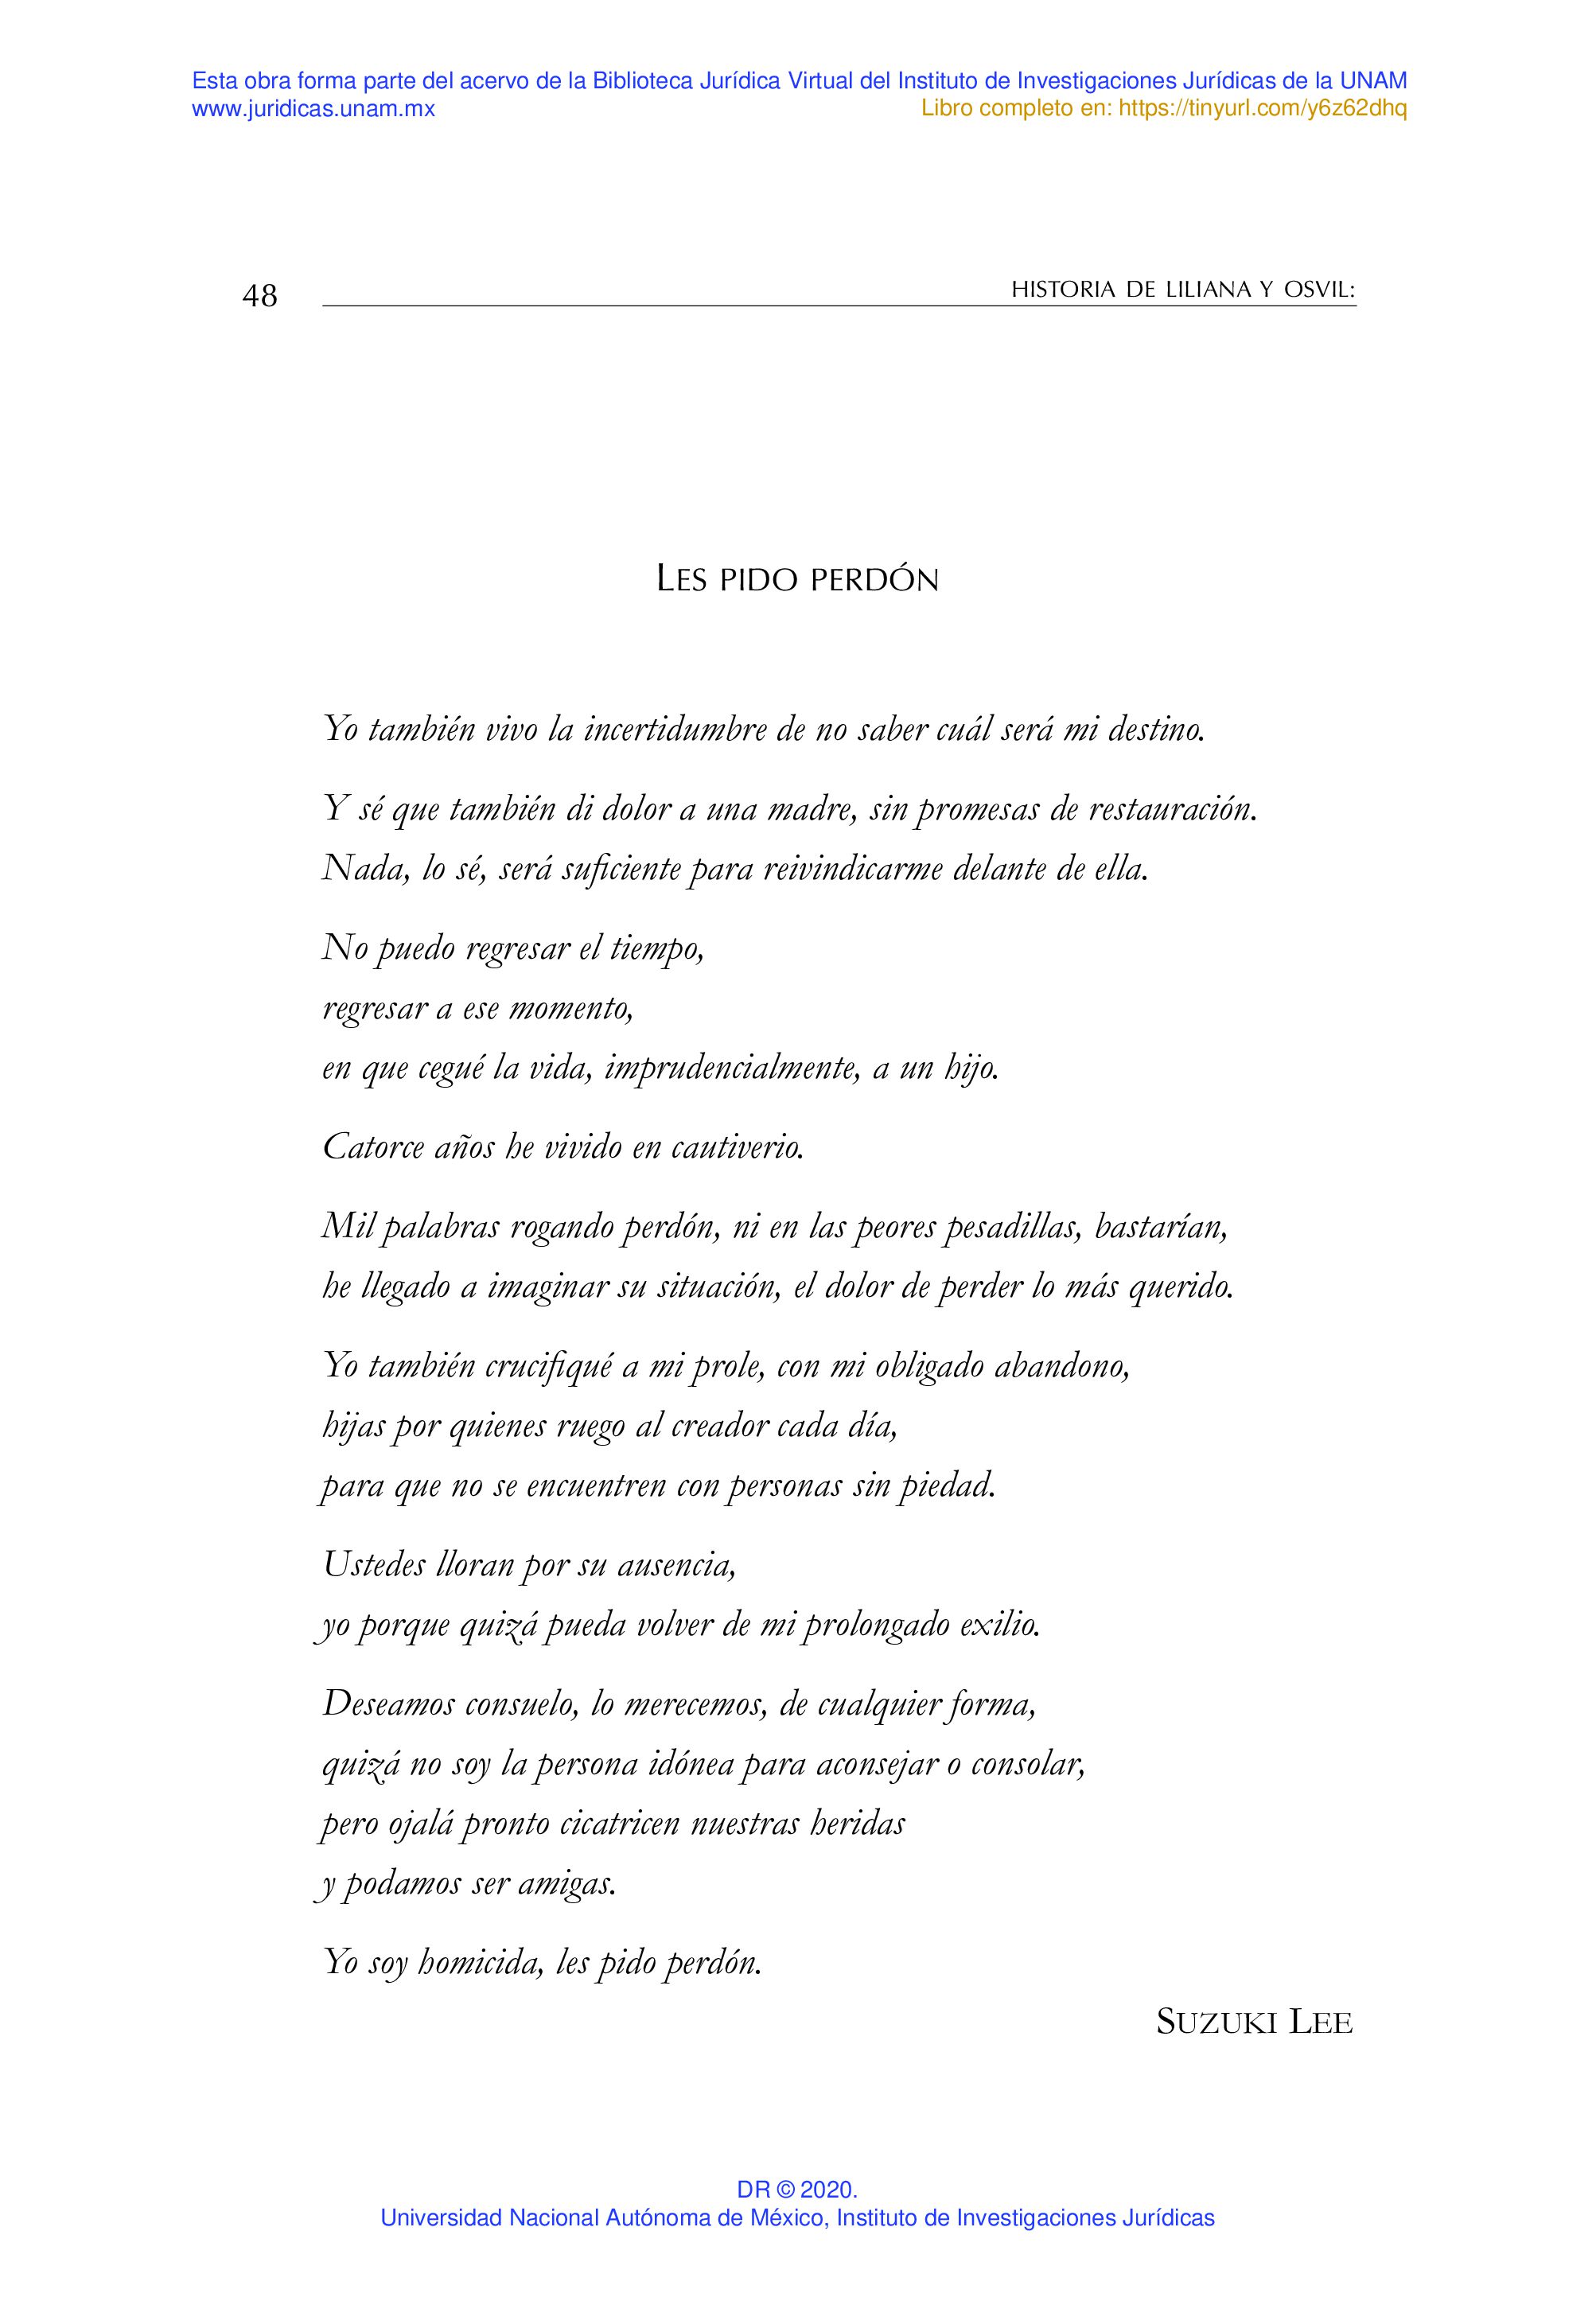 Esta obra forma parte del acervo de la Biblioteca Jurídica Virtual del Instituto de Investigaciones Jurídicas de la UNAM
www.juridicas.unam.mx
Libro completo en: https://tinyurl.com/y6z62dhq
48
HISTORIA DE LILIANA Y OSVIL:
LES PIDO PERDÓN
Yo también vivo la incertidumbre de no saber cuál será mi destino.
Y sé que también di dolor a una madre, sin promesas de restauración.
Nada, lo sé, será suficiente para reivindicarme delante de ella.
No puedo regresar el tiempo,
regresar a ese momento,
en que cegué la vida, imprudencialmente, a un hijo.
Catorce años he vivido en cautiverio.
Mil palabras rogando perdón, ni en las peores pesadillas, bastarían,
he llegado a imaginar su situación, el dolor de perder lo más querido.
Yo también crucifiqué a mi prole, con mi obligado abandono,
hijas por quienes ruego al creador cada día,
para que no se encuentren con personas sin piedad.
Ustedes lloran por su ausencia,
yo porque quizá pueda volver de mi prolongado exilio.
Deseamos consuelo, lo merecemos, de cualquier forma,
quizá no soy la persona idónea para aconsejar o consolar,
pero ojalá pronto cicatricen nuestras heridas
y podamos ser amigas.
Yo soy homicida, les pido perdón.
SUZUKI LEE
DR © 2020.
Universidad Nacional Autónoma de México, Instituto de Investigaciones Jurídicas